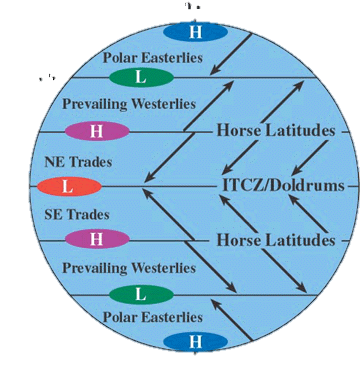 H
Polar Easterlies
L
Prevailing Westerlies
H Horse Latitudes
NE Trades
L ITCZ/Doldrums
SE Trades
H Horse Latitudes
Prevailing Westerlies
L
Polar Easterlies
H